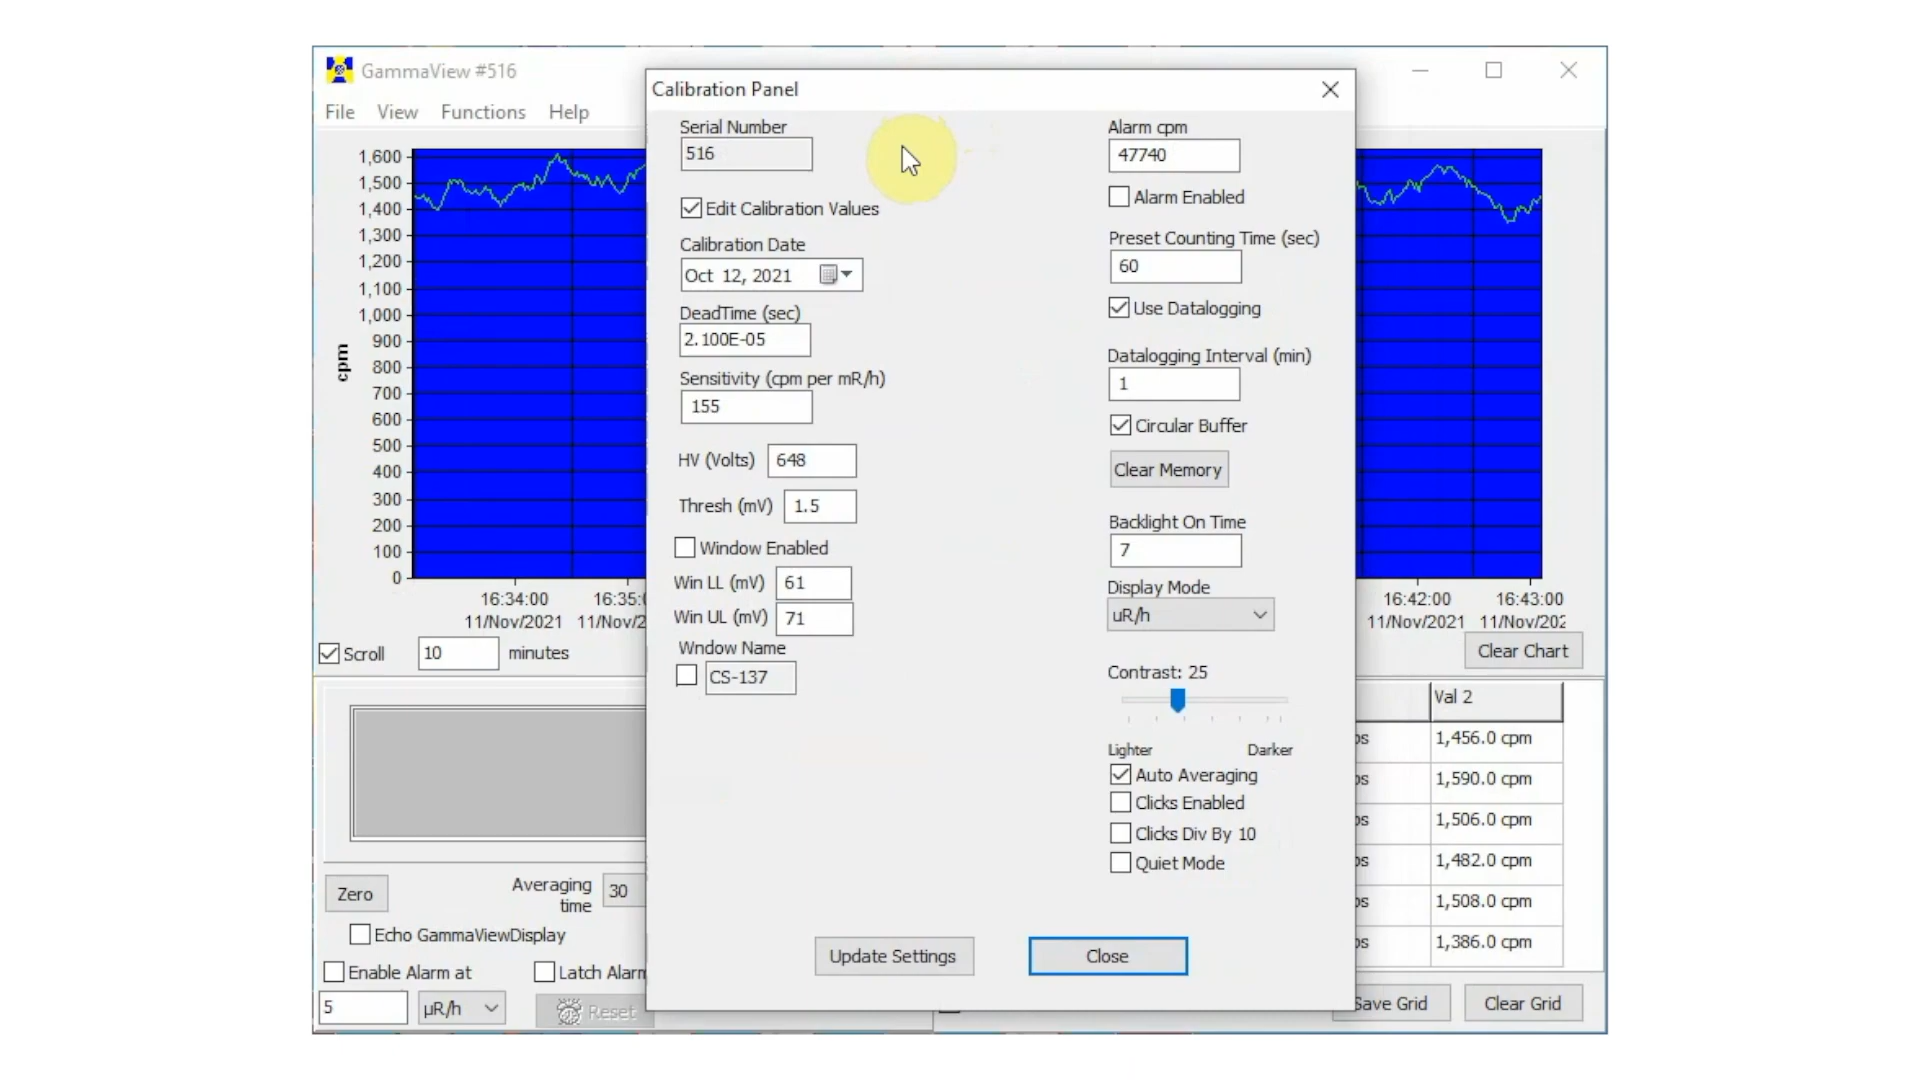 GammaView #516
File View Functions Help
1,600
1,500
1,400
1,300
1,200
1,100
1,000
900
800
700
600
500
400
300
200
100
0
cpm
16:34:00
11/Nov/2021
Scroll
10
minutes
Zero
Averaging
time
30
Echo GammaViewDisplay
Enable Alarm at
Latch Alarm
5
µR/h
Reset
Calibration Panel
Serial Number
516
Edit Calibration Values
Calibration Date
Oct 12, 2021
DeadTime (sec)
2.100E-05
Sensitivity (cpm per mR/h)
155
HV (Volts) 648
Thresh (mV) 1.5
Window Enabled
Win LL (mV) 61
Win UL (mV) 71
Wndow Name
CS-137
Alarm cpm
47740
Alarm Enabled
Preset Counting Time (sec)
60
Use Datalogging
Datalogging Interval (min)
1
Circular Buffer
Clear Memory
Backlight On Time
7
Display Mode
uR/h
Contrast: 25
Lighter Darker
Auto Averaging
Clicks Enabled
Clicks Div By 10
Quiet Mode
Update Settings
Close
16:42:00 16:43:00
11/Nov/2021
Clear Chart
Val 2
1,456.0 cpm
1,590.0 cpm
1,506.0 cpm
1,482.0 cpm
1,508.0 cpm
1,386.0 cpm
Save Grid
Clear Grid